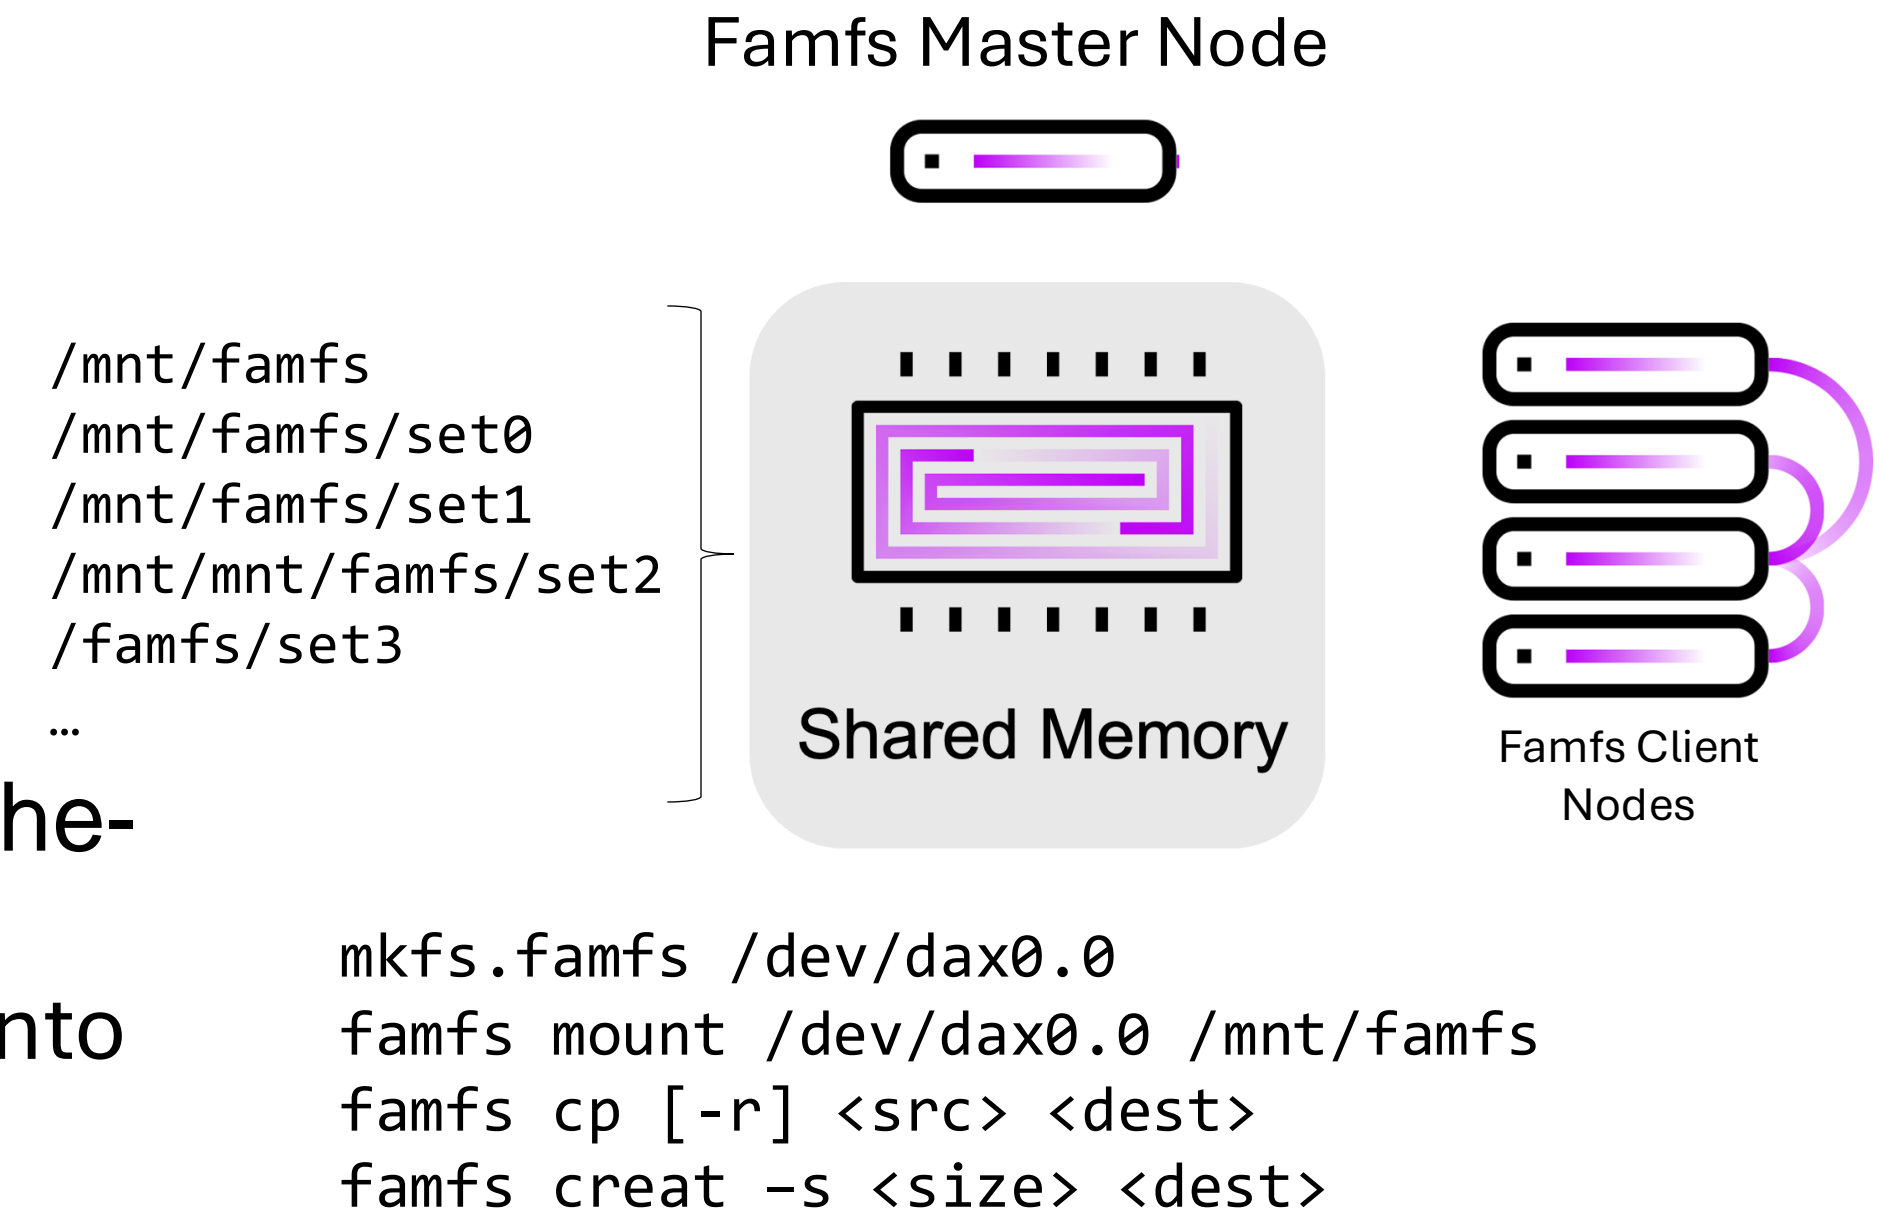 Famfs Master Node
/mnt/famfs
/mnt/famfs/set0
/mnt/famfs/set1
/mnt/mnt/famfs/set2
/famfs/set3
…
Shared Memory
Famfs Client
Nodes
he-
nto
mkfs.famfs /dev/dax0.0
famfs mount /dev/dax0.0 /mnt/famfs
famfs cp [-r] <src> <dest>
famfs creat –s <size> <dest>